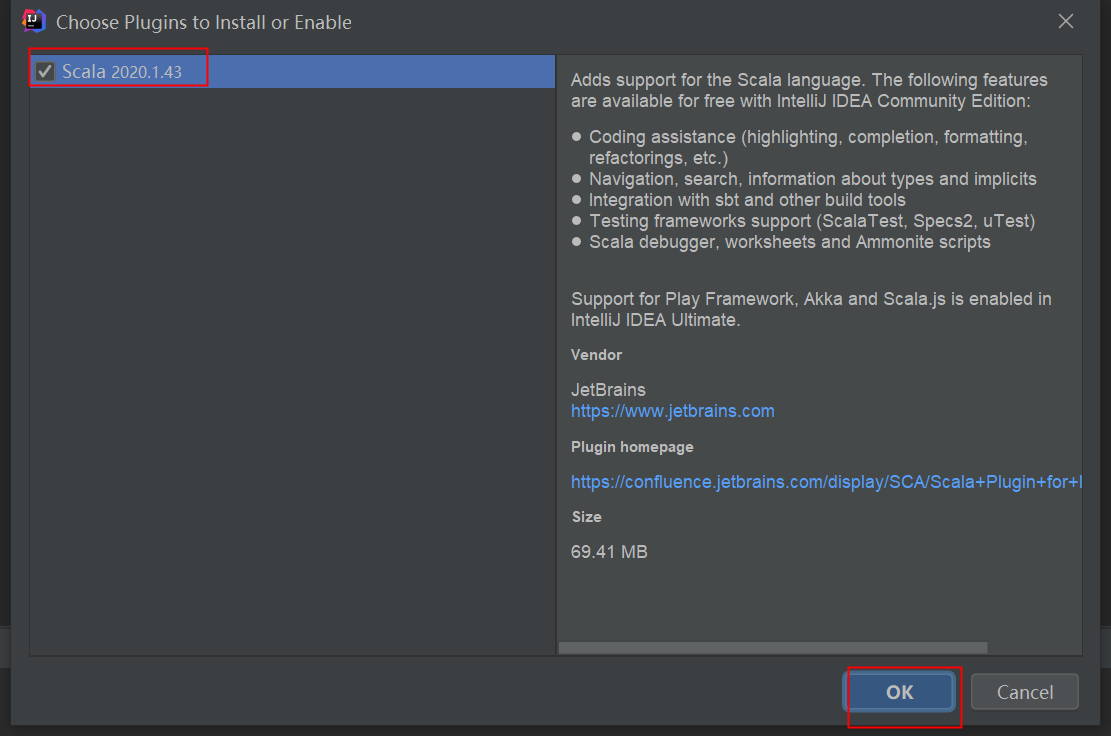 IJ
Choose Plugins to Install or Enable
Scala 2020.1.43
Adds support for the Scala language. The following features
are available for free with IntelliJ IDEA Community Edition:
Coding assistance (highlighting, completion, formatting,
refactorings, etc.)
Navigation, search, information about types and implicits
Integration with sbt and other build tools
Testing frameworks support (ScalaTest, Specs2, uTest)
Scala debugger, worksheets and Ammonite scripts
Support for Play Framework, Akka and Scala.js is enabled in
IntelliJ IDEA Ultimate.
Vendor
JetBrains
https://www.jetbrains.com
Plugin homepage
https://confluence.jetbrains.com/display/SCA/Scala+Plugin+for+
Size
69.41 MB
OK
Cancel